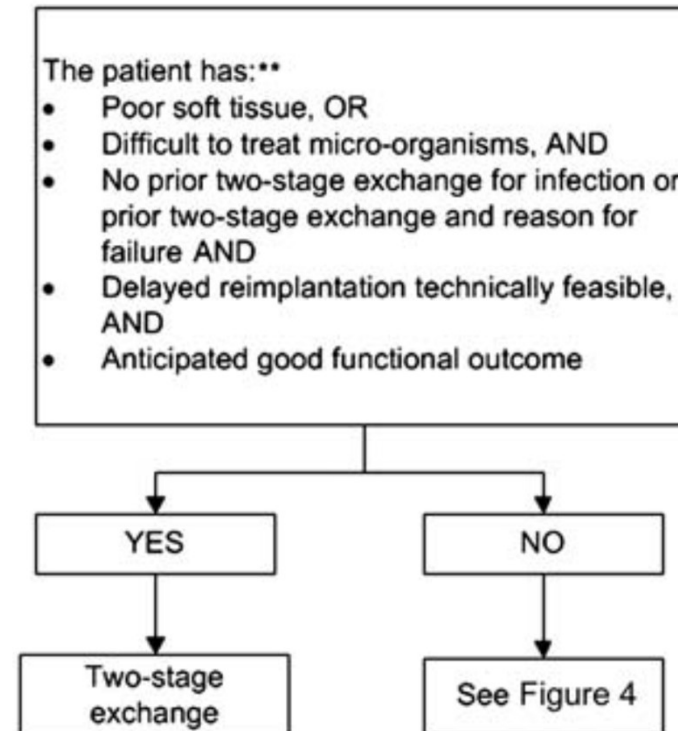 The patient has:**
• Poor soft tissue, OR
• Difficult to treat micro-organisms, AND
• No prior two-stage exchange for infection or
prior two-stage exchange and reason for
failure AND
• Delayed reimplantation technically feasible,
AND
• Anticipated good functional outcome
YES
NO
Two-stage
exchange
See Figure 4